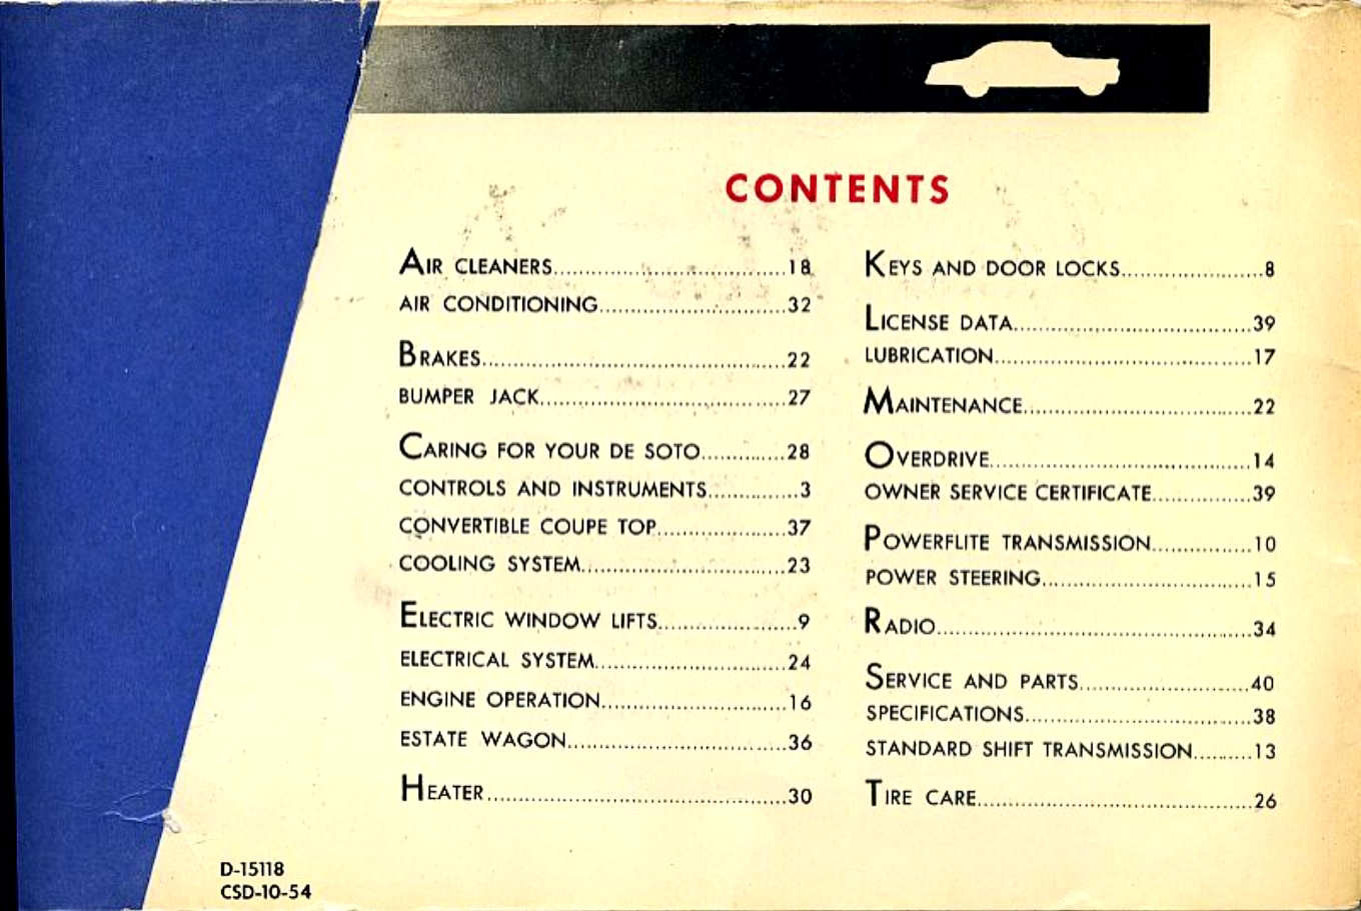 CONTENTS
AIR CLEANERS..............................18
AIR CONDITIONING..............................32
BRAKES..............................22
BUMPER JACK..............................27
CARING FOR YOUR DE SOTO..............28
CONTROLS AND INSTRUMENTS..............3
CONVERTIBLE COUPE TOP....................37
COOLING SYSTEM..............................23
ELECTRIC WINDOW LIFTS......................9
ELECTRICAL SYSTEM..............................24
ENGINE OPERATION..............................16
ESTATE WAGON..............................36
HEATER..............................30
KEYS AND DOOR LOCKS.......................8
LICENSE DATA..............................39
LUBRICATION..............................17
MAINTENANCE..............................22
OVERDRIVE..............................14
OWNER SERVICE CERTIFICATE................39
POWERFLITE TRANSMISSION................10
POWER STEERING..............................15
RADIO..............................34
SERVICE AND PARTS...........................40
SPECIFICATIONS..............................38
STANDARD SHIFT TRANSMISSION..........13
TIRE CARE..............................26
D-15118
CSD-10-54